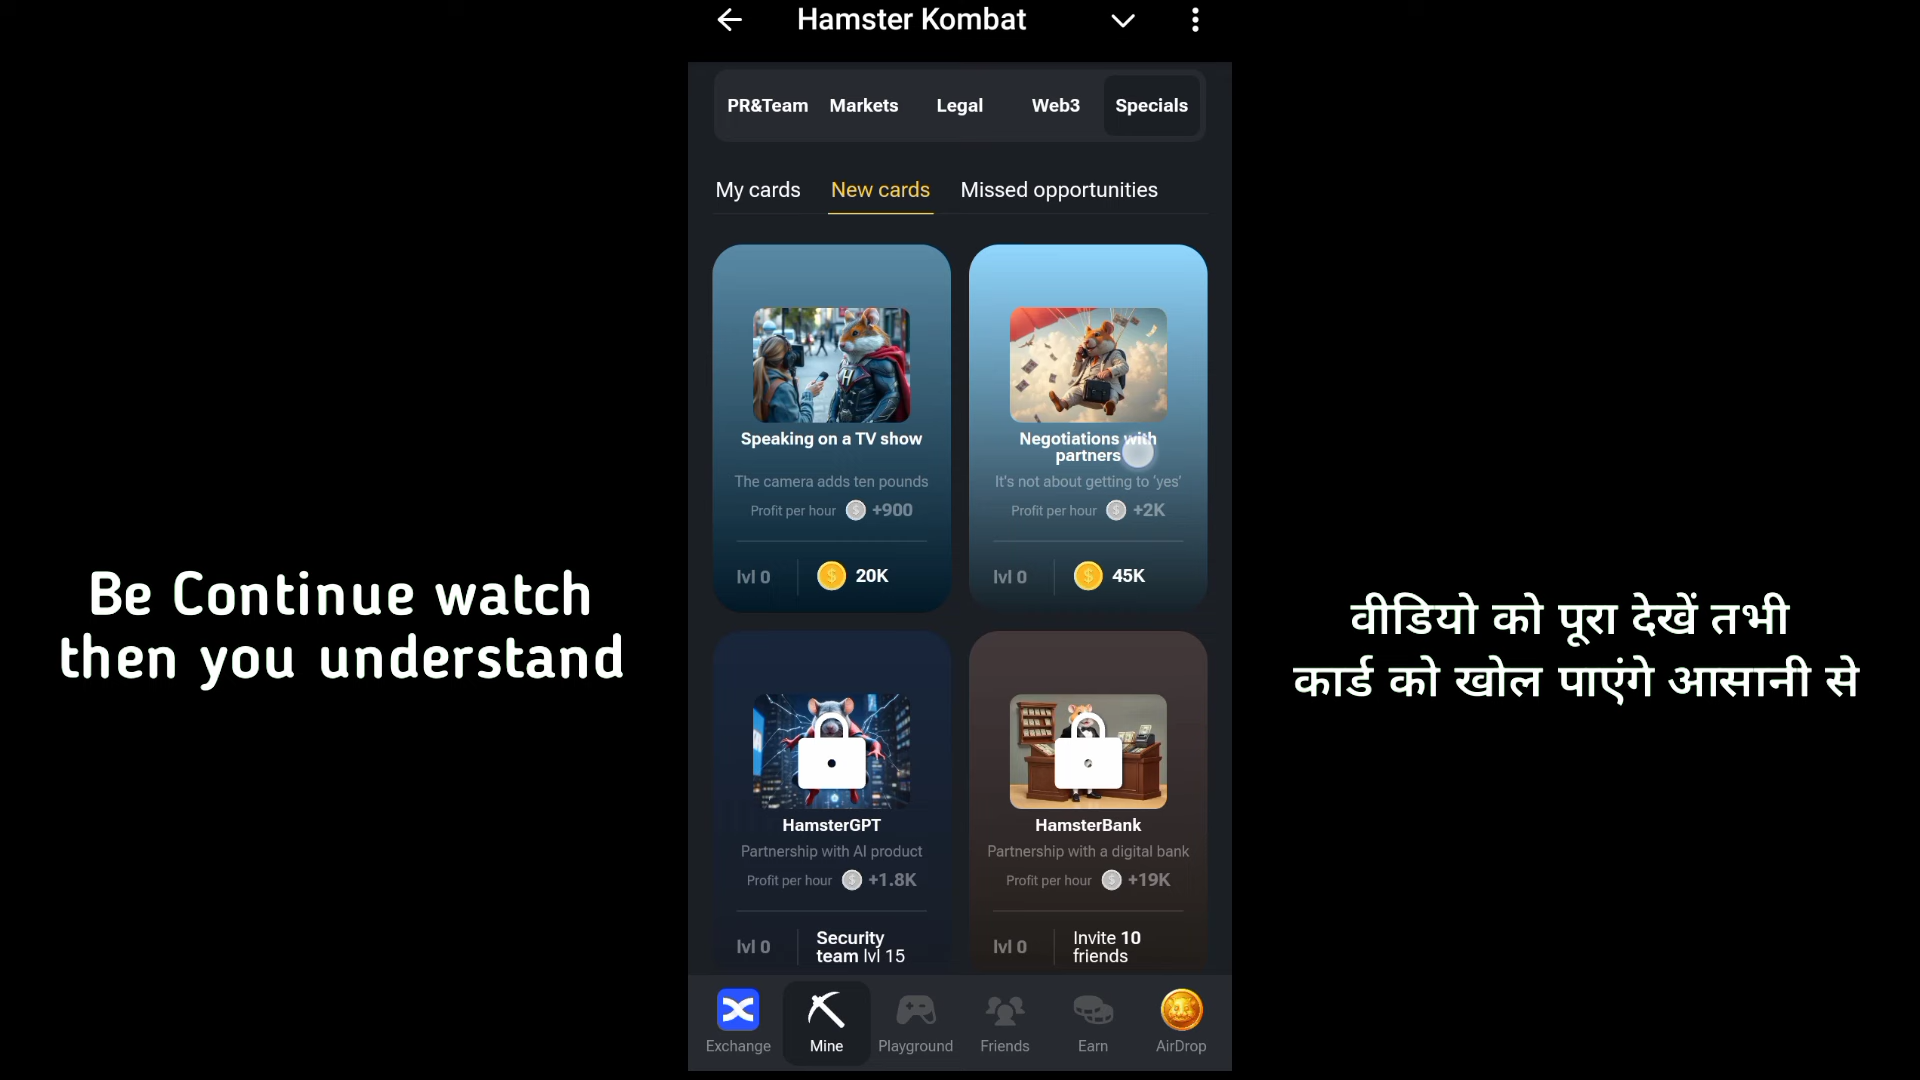 Hamster Kombat
PR&Team Markets Legal Web3 Specials
My cards New cards Missed opportunities
Speaking on a TV show
The camera adds ten pounds
Profit per hour +900
lvl 0 20K
Negotiations with
partners
It's not about getting to 'yes'
Profit per hour +2K
lvl 0 45K
HamsterGPT
Partnership with AI product
Profit per hour +1.8K
lvl 0 Security
team lvl 15
HamsterBank
Partnership with a digital bank
Profit per hour +19K
lvl 0 Invite 10
friends
Exchange Mine Playground Friends Earn AirDrop
Be Continue watch
then you understand
वीडियो को पूरा देखें तभी
कार्ड को खोल पाएंगे आसानी से